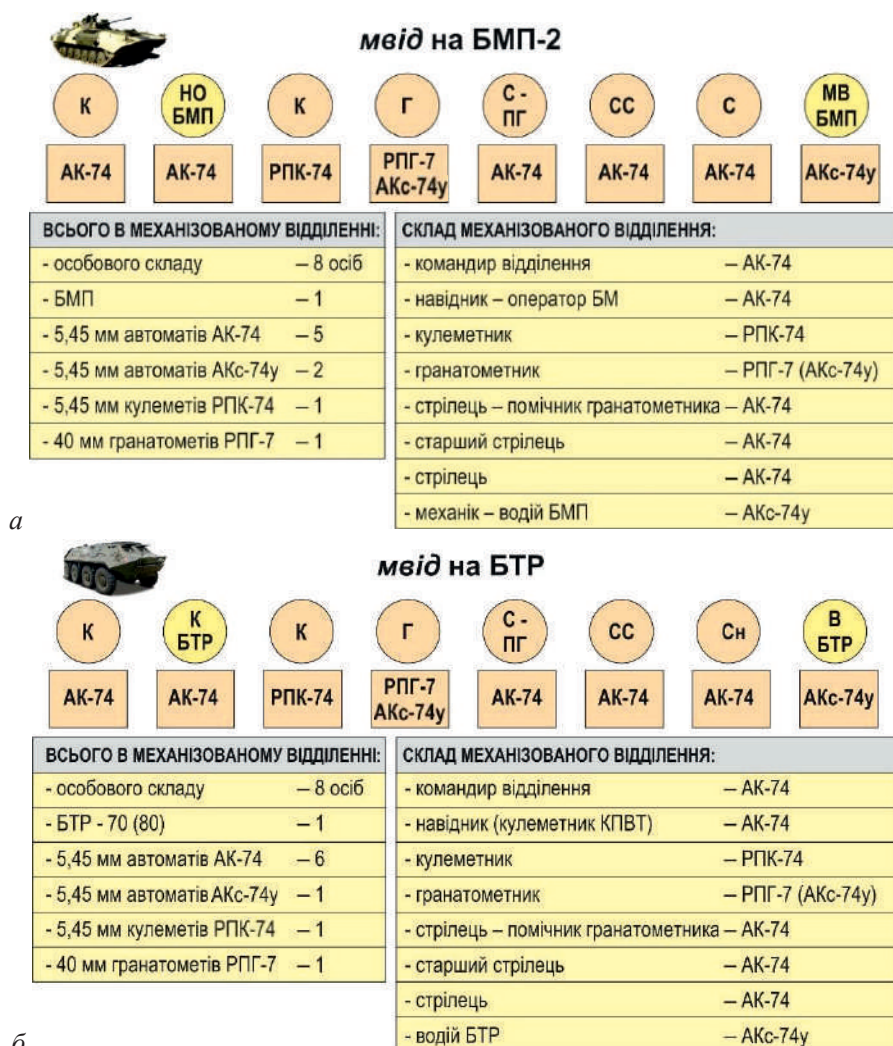 мвід на БМП-2
К НО БМП К Г С - ПГ СС С МВ БМП
АК-74 АК-74 РПК-74 РПГ-7 АКс-74у АК-74 АК-74 АК-74 АКс-74у
ВСЬОГО В МЕХАНІЗОВАНОМУ ВІДДІЛЕННІ:
- особового складу – 8 осіб
- БМП – 1
- 5,45 мм автоматів АК-74 – 5
- 5,45 мм автоматів АКс-74у – 2
- 5,45 мм кулеметів РПК-74 – 1
- 40 мм гранатометів РПГ-7 – 1
СКЛАД МЕХАНІЗОВАНОГО ВІДДІЛЕННЯ:
- командир відділення – АК-74
- навідник – оператор БМ – АК-74
- кулеметник – РПК-74
- гранатометник – РПГ-7 (АКс-74у)
- стрілець – помічник гранатометника – АК-74
- старший стрілець – АК-74
- стрілець – АК-74
- механік – водій БМП – АКс-74у
а
мвід на БТР
К К БТР К Г С - ПГ СС Сн В БТР
АК-74 АК-74 РПК-74 РПГ-7 АКс-74у АК-74 АК-74 АК-74 АКс-74у
ВСЬОГО В МЕХАНІЗОВАНОМУ ВІДДІЛЕННІ:
- особового складу – 8 осіб
- БТР - 70 (80) – 1
- 5,45 мм автоматів АК-74 – 6
- 5,45 мм автоматів АКс-74у – 1
- 5,45 мм кулеметів РПК-74 – 1
- 40 мм гранатометів РПГ-7 – 1
СКЛАД МЕХАНІЗОВАНОГО ВІДДІЛЕННЯ:
- командир відділення – АК-74
- навідник (кулеметник КПВТ) – АК-74
- кулеметник – РПК-74
- гранатометник – РПГ-7 (АКс-74у)
- стрілець – помічник гранатометника – АК-74
- старший стрілець – АК-74
- стрілець – АК-74
- водій БТР – АКс-74у
б